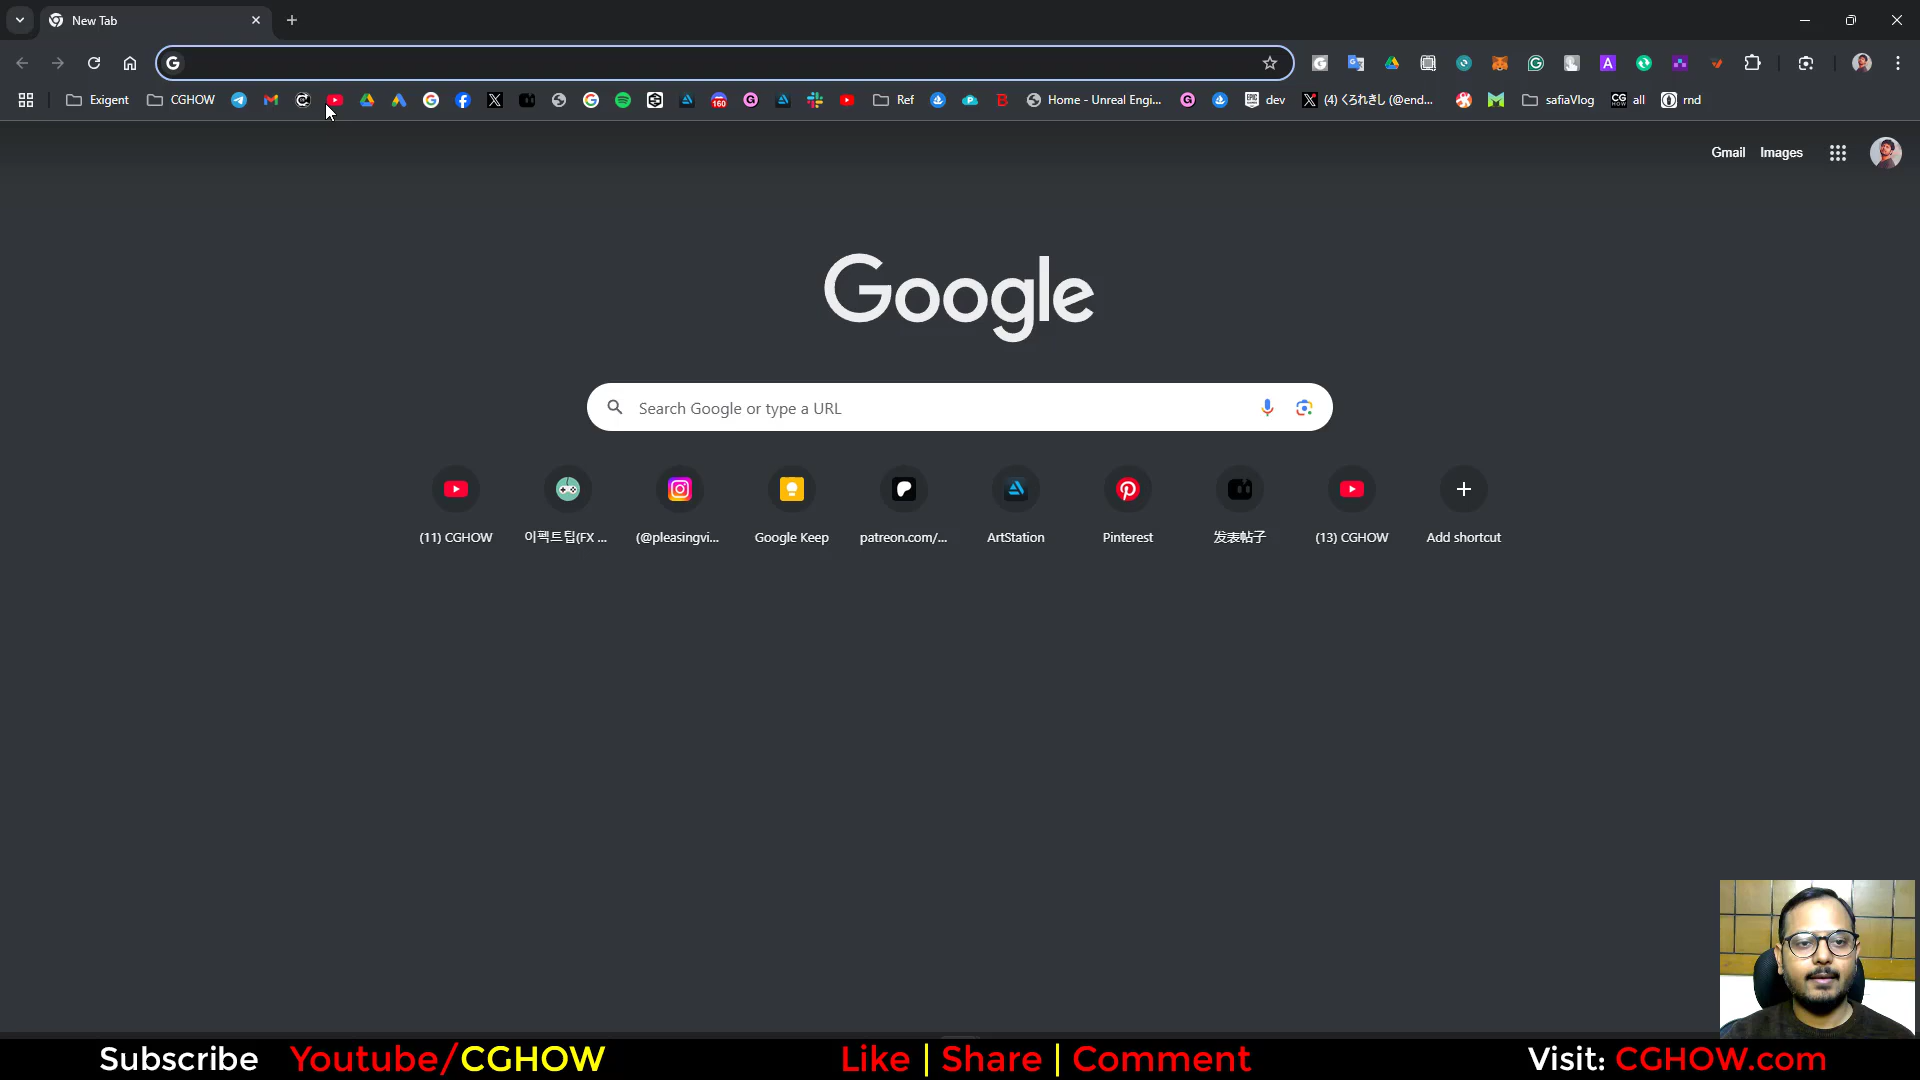 New Tab
Exigent
CGHOW
160
Ref
B
Home - Unreal Engi...
dev
(4) くろれきし (@end...
safiaVlog
all
rnd
Gmail
Images
Google
Search Google or type a URL
(11) CGHOW
이펙트팁(FX ...
(@pleasingvi...
Google Keep
patreon.com/...
ArtStation
Pinterest
发表帖子
(13) CGHOW
Add shortcut
Subscribe Youtube/CGHOW
Like | Share | Comment
Visit: CGHOW.com